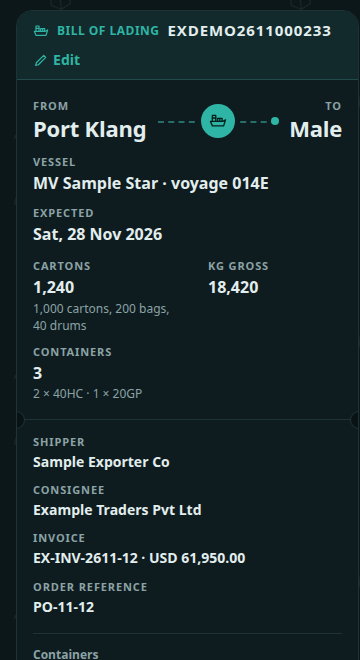 BILL OF LADING EXDEMO2611000233
Edit
FROM TO
Port Klang Male
VESSEL
MV Sample Star · voyage 014E
EXPECTED
Sat, 28 Nov 2026
CARTONS KG GROSS
1,240 18,420
1,000 cartons, 200 bags,
40 drums
CONTAINERS
3
2 × 40HC · 1 × 20GP
SHIPPER
Sample Exporter Co
CONSIGNEE
Example Traders Pvt Ltd
INVOICE
EX-INV-2611-12 · USD 61,950.00
ORDER REFERENCE
PO-11-12
Containers